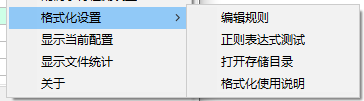 格式化设置
显示当前配置
显示文件统计
关于
编辑规则
正则表达式测试
打开存储目录
格式化使用说明